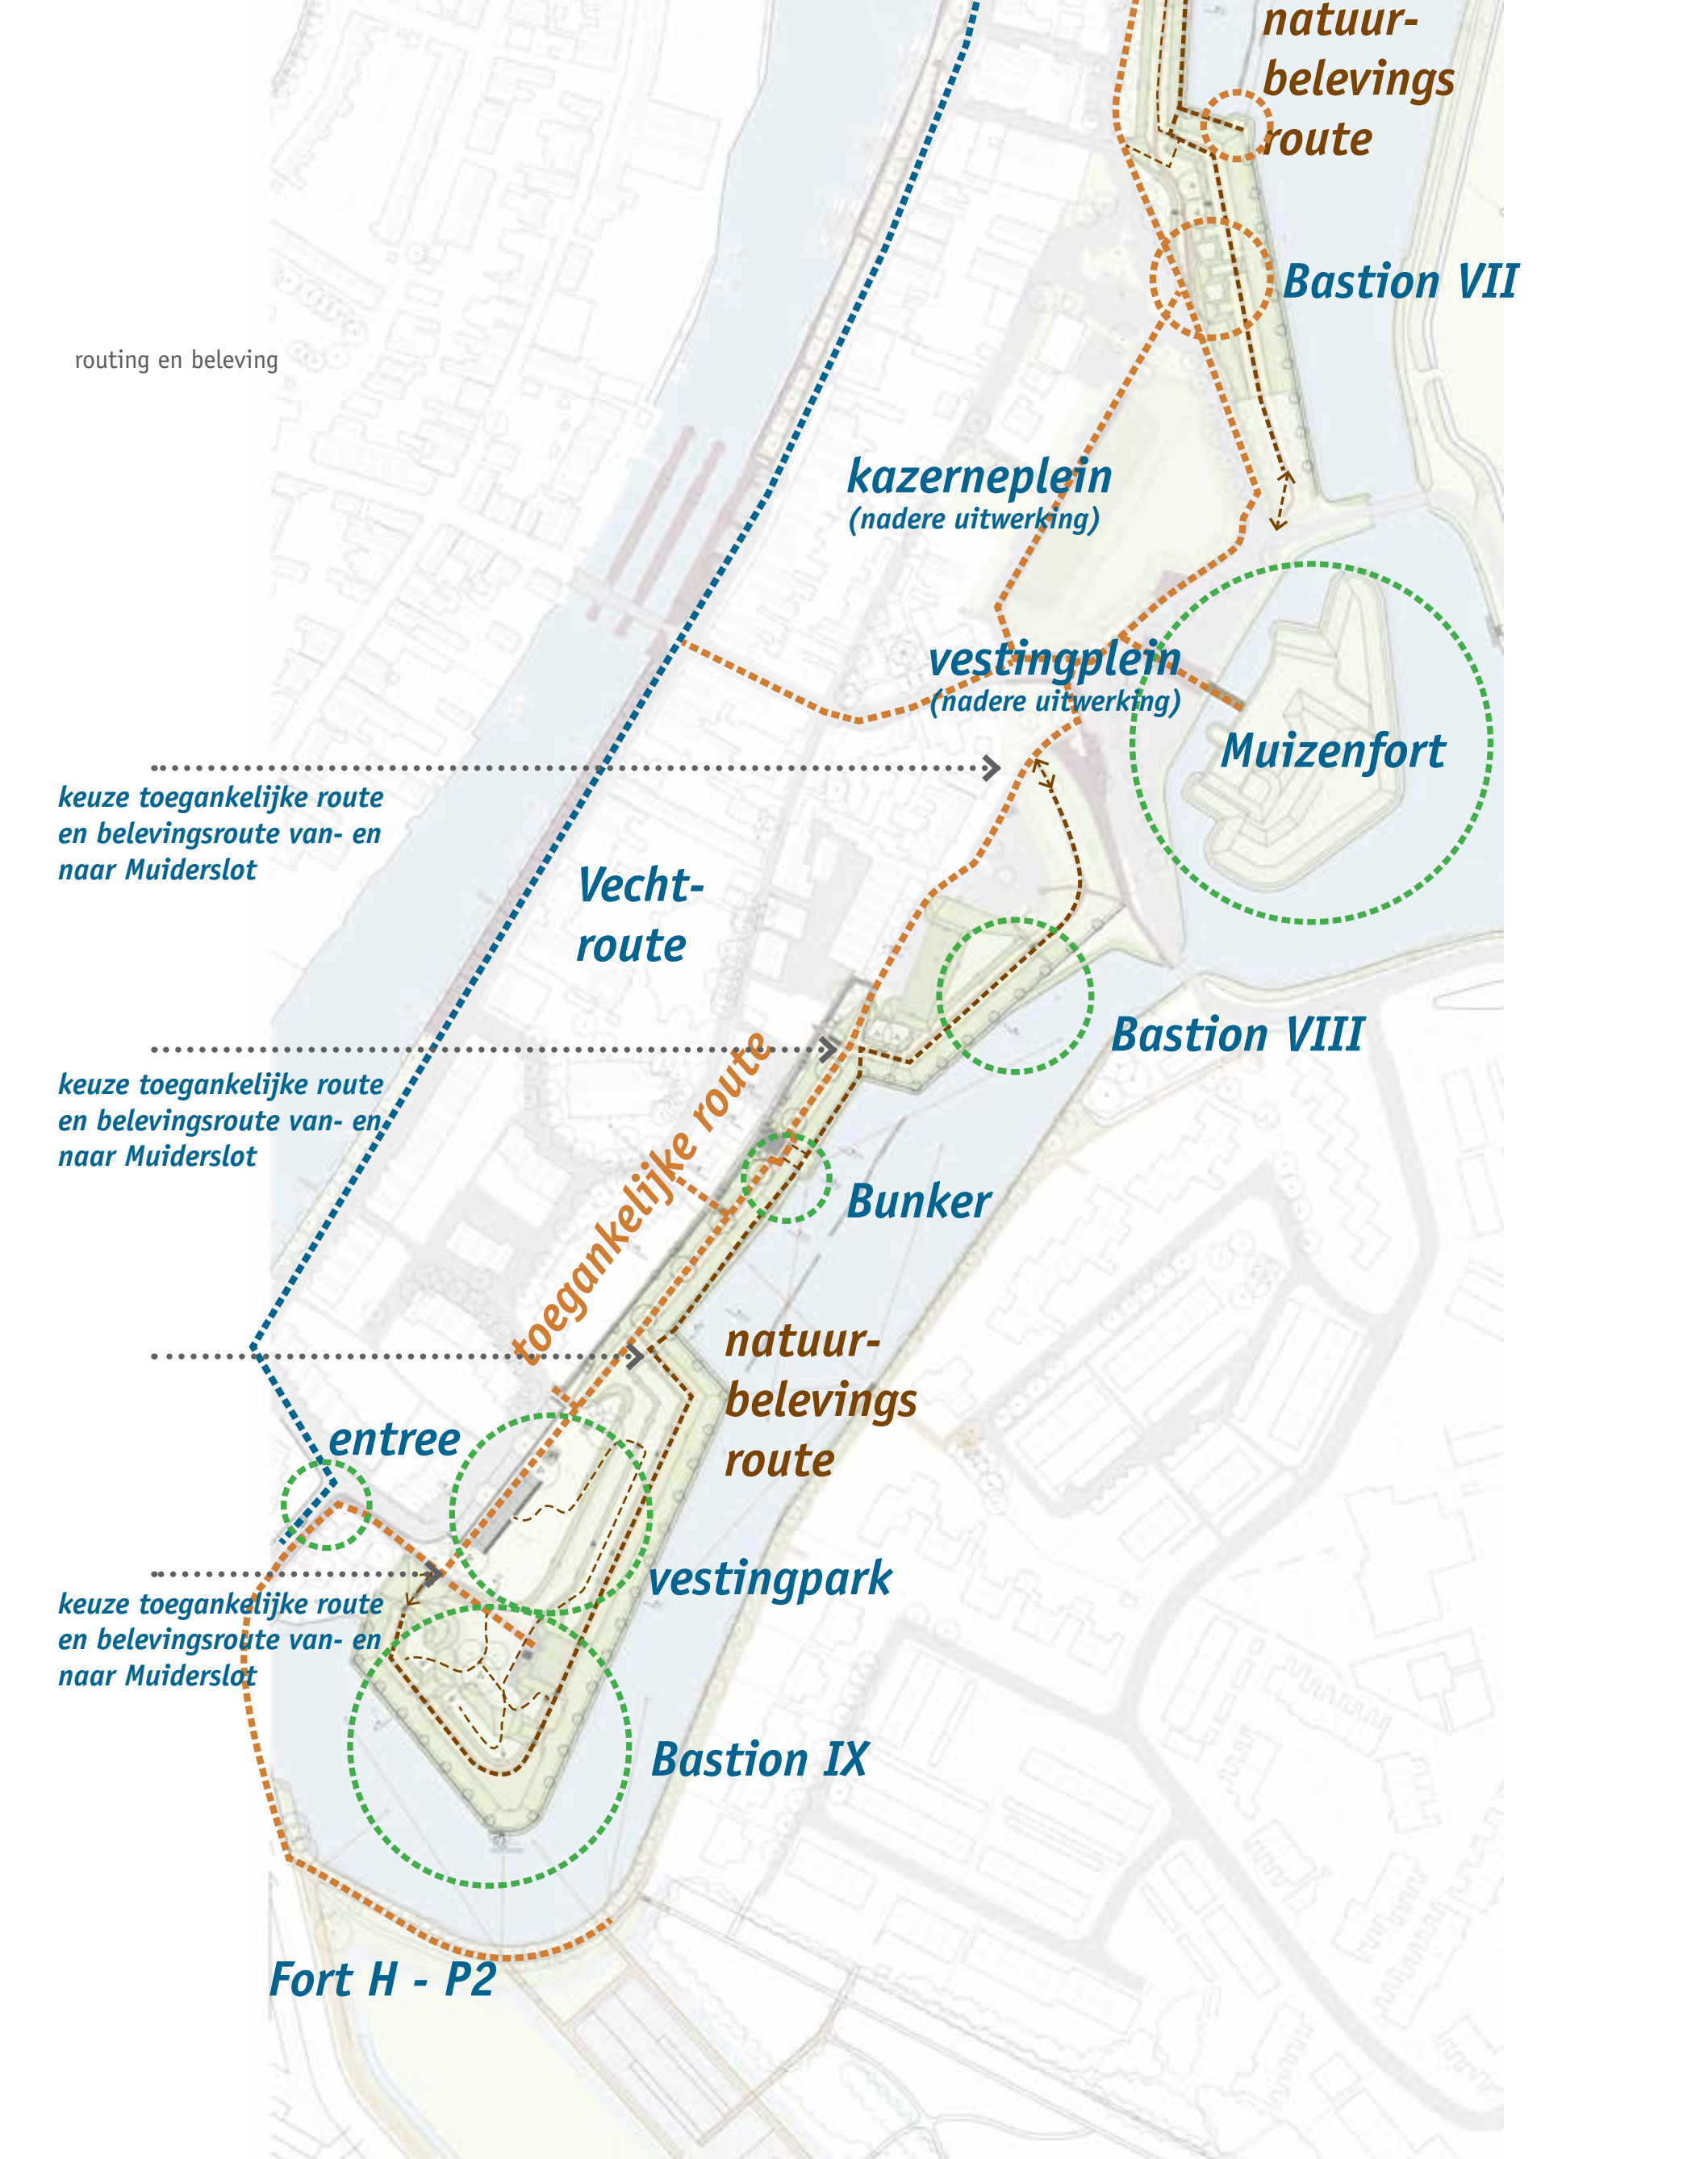 natuur-
belevings
route
Bastion VII
routing en beleving
kazerneplein
(nadere uitwerking)
vestingplein
(nadere uitwerking)
Muizenfort
keuze toegankelijke route
en belevingsroute van- en
naar Muiderslot
Vecht-
route
Bastion VIII
keuze toegankelijke route
en belevingsroute van- en
naar Muiderslot
toegankelijke route
Bunker
natuur-
belevings
route
entree
vestingpark
keuze toegankelijke route
en belevingsroute van- en
naar Muiderslot
Bastion IX
Fort H - P2